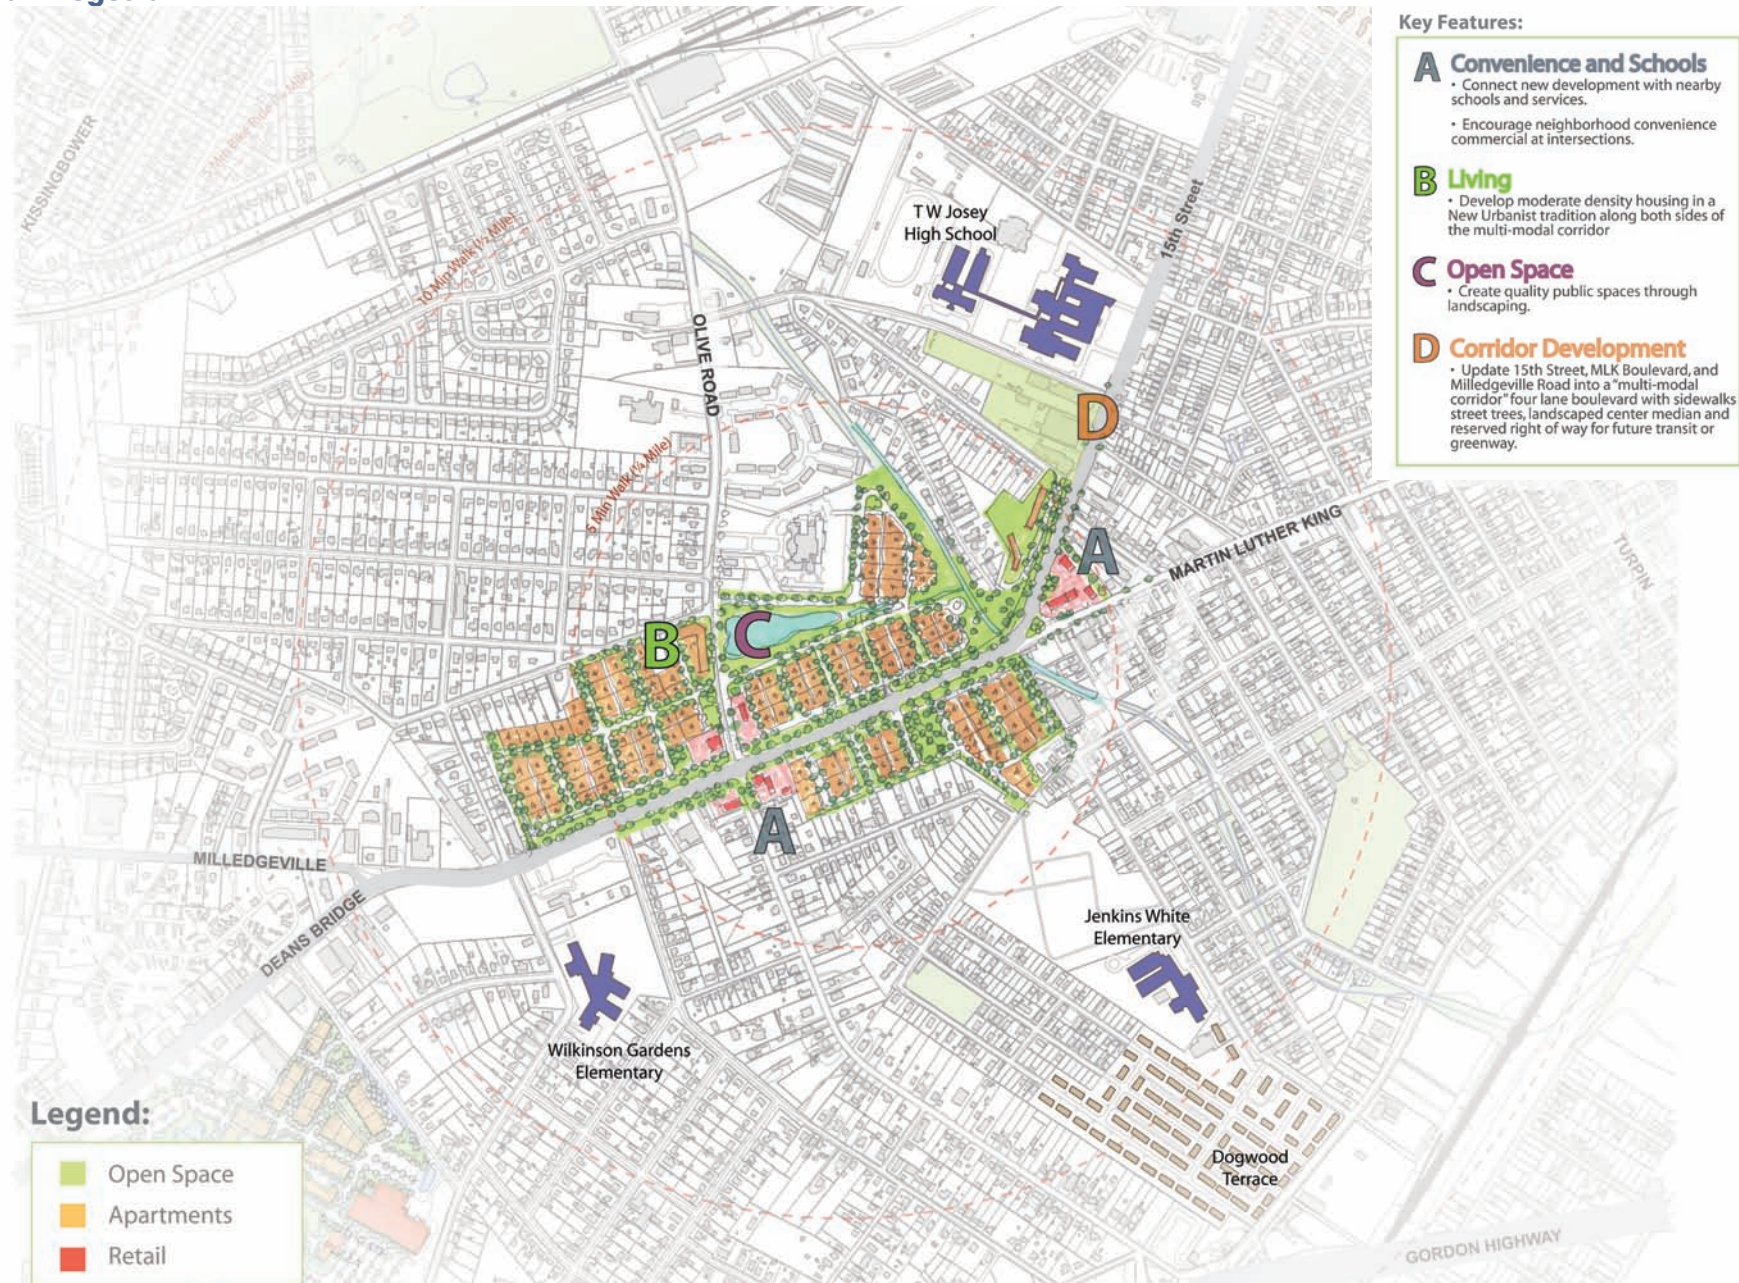 Key Features:
A Convenience and Schools
• Connect new development with nearby
schools and services.
• Encourage neighborhood convenience
commercial at intersections.
B Living
• Develop moderate density housing in a
New Urbanist tradition along both sides of
the multi-modal corridor
C Open Space
• Create quality public spaces through
landscaping.
D Corridor Development
• Update 15th Street, MLK Boulevard, and
Milledgeville Road into a "multi-modal
corridor" four lane boulevard with sidewalks
street trees, landscaped center median and
reserved right of way for future transit or
greenway.
KISSINGBOWER
10 Min Walk (½ Mile)
T W Josey
High School
15th Street
OLIVE ROAD
5 Min Walk (¼ Mile)
D
A
MARTIN LUTHER KING
TURPIN
B
C
A
MILLEDGEVILLE
DEANS BRIDGE
Jenkins White
Elementary
Wilkinson Gardens
Elementary
Dogwood
Terrace
GORDON HIGHWAY
Legend:
Open Space
Apartments
Retail